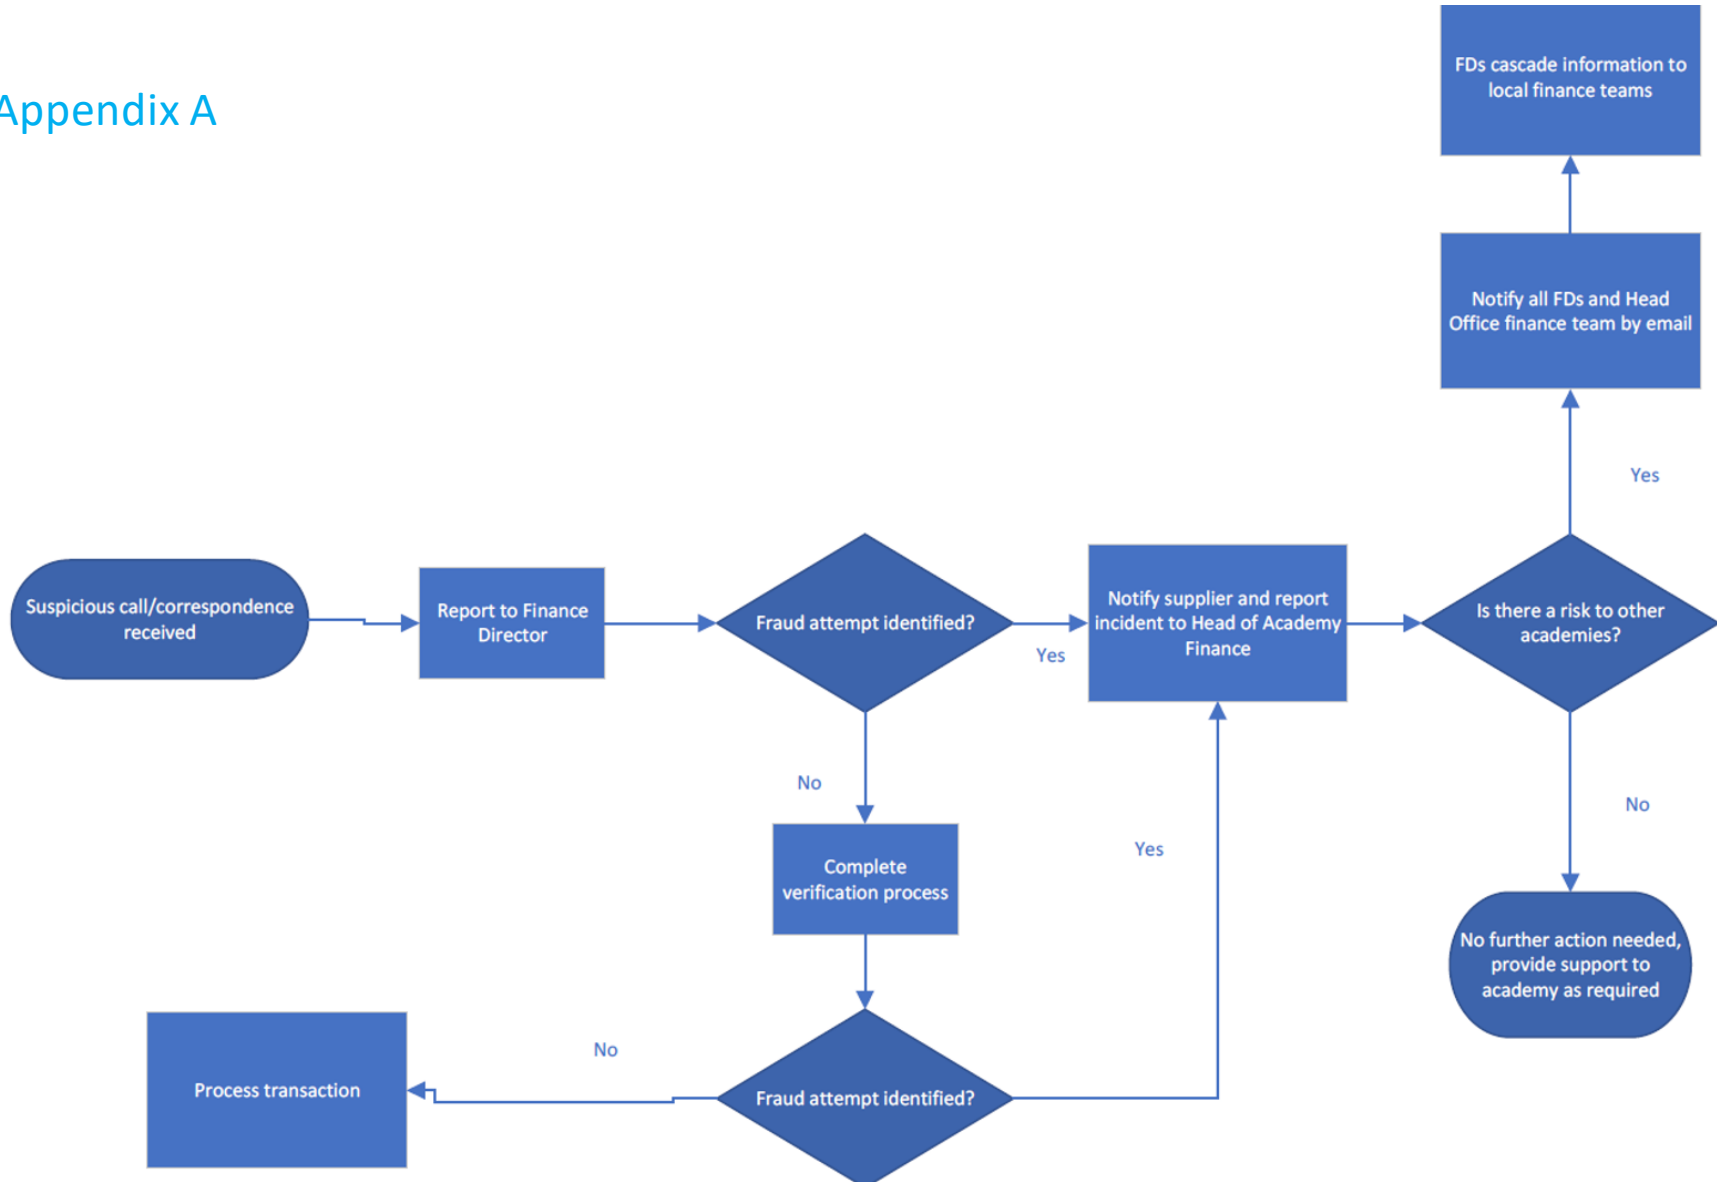 Appendix A
FDs cascade information to
local finance teams
Notify all FDs and Head
Office finance team by email
Yes
Suspicious call/correspondence
received
Report to Finance
Director
Fraud attempt identified?
Yes
Notify supplier and report
incident to Head of Academy
Finance
Is there a risk to other
academies?
No
Complete
verification process
Yes
No
No further action needed,
provide support to
academy as required
No
Process transaction
Fraud attempt identified?